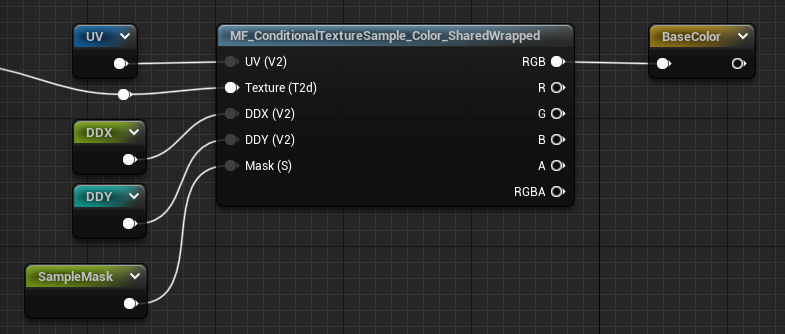 UV
MF_ConditionalTextureSample_Color_SharedWrapped
BaseColor
UV (V2)
RGB
Texture (T2d)
R
DDX
DDX (V2)
G
DDY (V2)
B
Mask (S)
A
DDY
RGBA
SampleMask